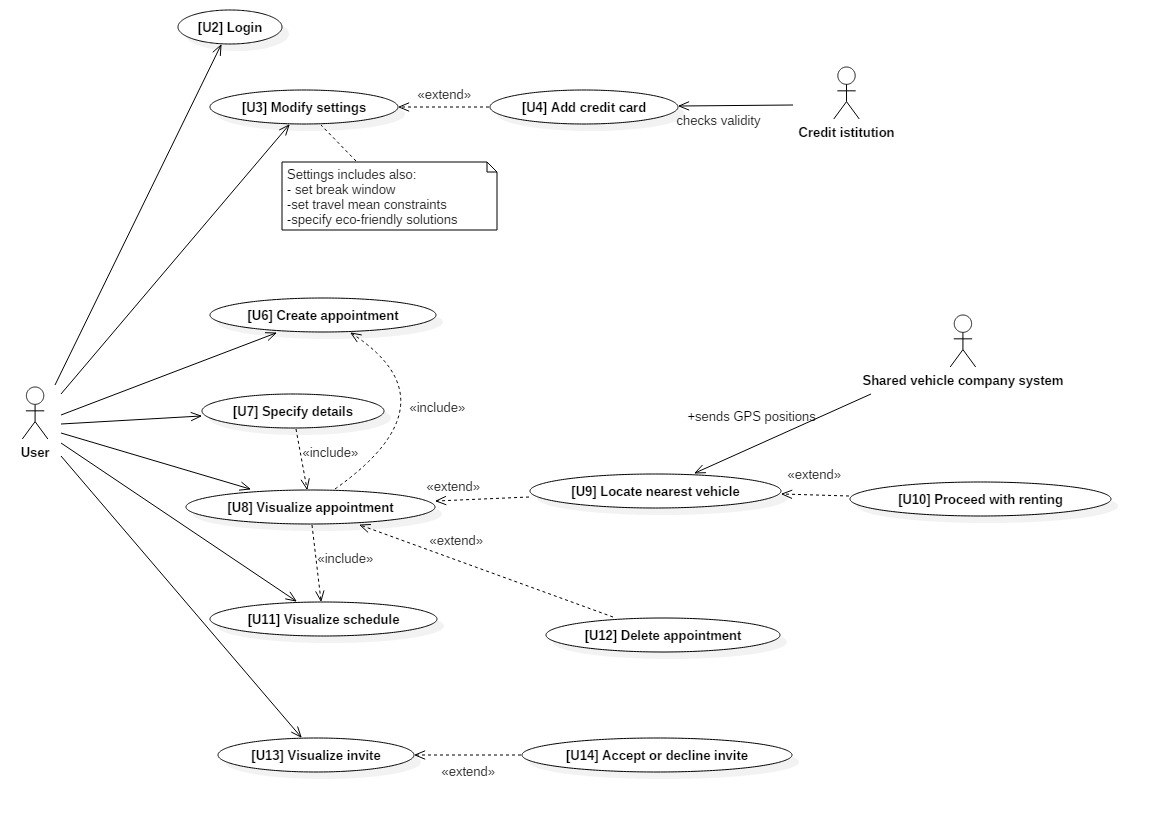 [U2] Login
[U3] Modify settings
«extend»
[U4] Add credit card
checks validity
Credit istitution
Settings includes also:
- set break window
-set travel mean constraints
-specify eco-friendly solutions
[U6] Create appointment
Shared vehicle company system
User
[U7] Specify details
«include»
+sends GPS positions
«include»
[U8] Visualize appointment
«extend»
[U9] Locate nearest vehicle
«extend»
[U10] Proceed with renting
«extend»
«include»
[U11] Visualize schedule
[U12] Delete appointment
[U13] Visualize invite
«extend»
[U14] Accept or decline invite